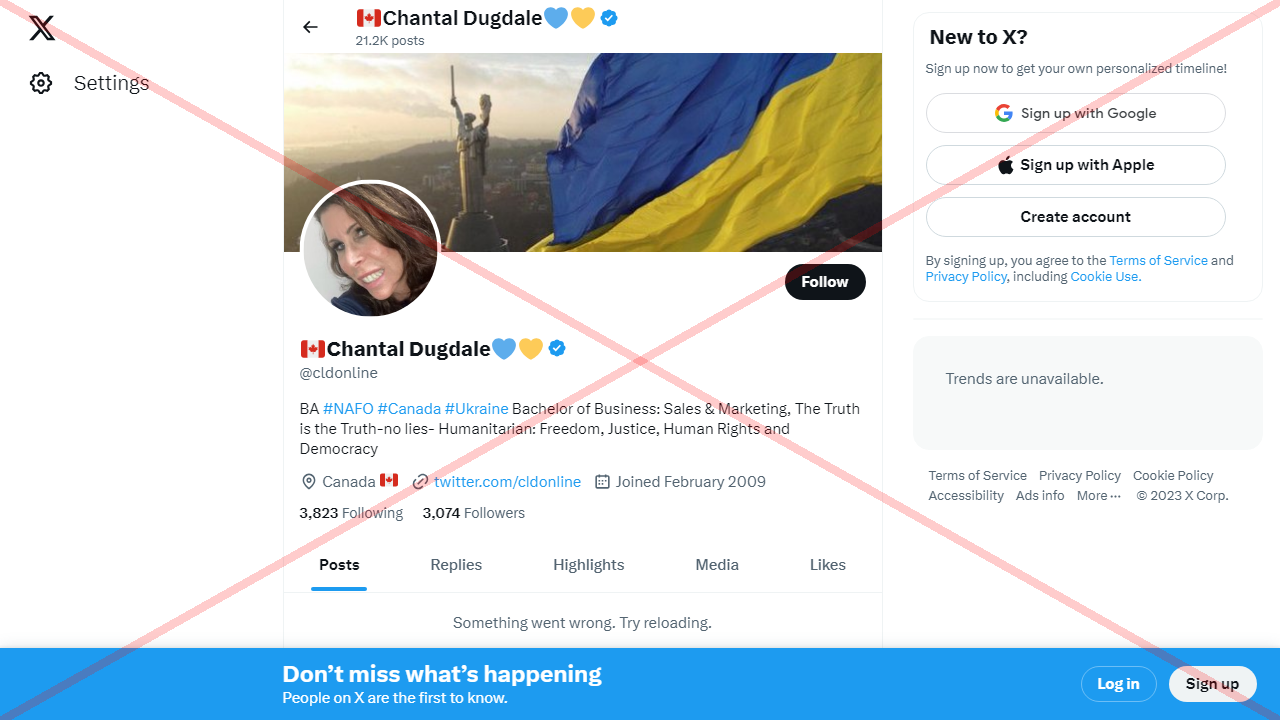 Settings
🇨🇦Chantal Dugdale💙💛
21.2K posts
Follow
🇨🇦Chantal Dugdale💙💛
@cldonline
BA #NAFO #Canada #Ukraine Bachelor of Business: Sales & Marketing, The Truth
is the Truth-no lies- Humanitarian: Freedom, Justice, Human Rights and
Democracy
Canada 🇨🇦 twitter.com/cldonline Joined February 2009
3,823 Following 3,074 Followers
Posts Replies Highlights Media Likes
Something went wrong. Try reloading.
New to X?
Sign up now to get your own personalized timeline!
Sign up with Google
Sign up with Apple
Create account
By signing up, you agree to the Terms of Service and
Privacy Policy, including Cookie Use.
Trends are unavailable.
Terms of Service Privacy Policy Cookie Policy
Accessibility Ads info More ··· © 2023 X Corp.
Don’t miss what’s happening
People on X are the first to know.
Log in Sign up